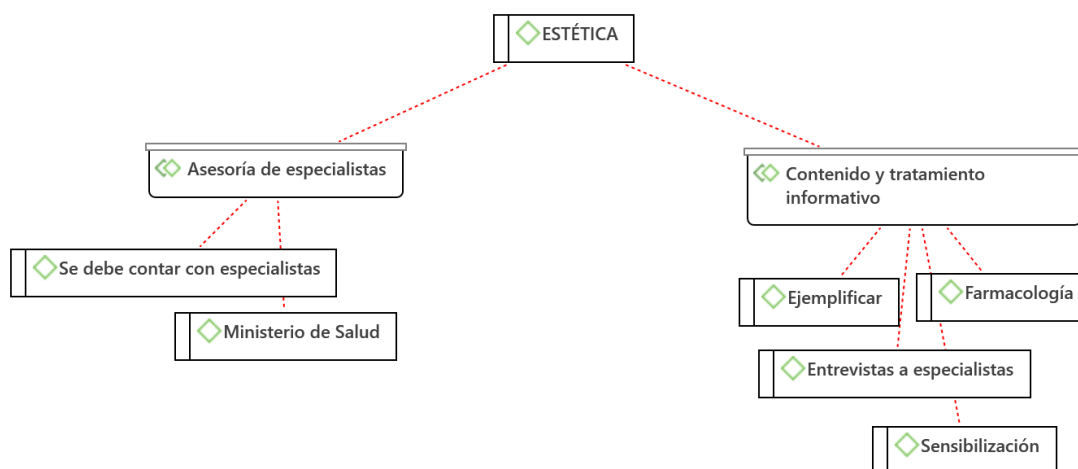 ESTÉTICA
Asesoría de especialistas
Contenido y tratamiento
informativo
Se debe contar con especialistas
Ministerio de Salud
Ejemplificar
Farmacología
Entrevistas a especialistas
Sensibilización